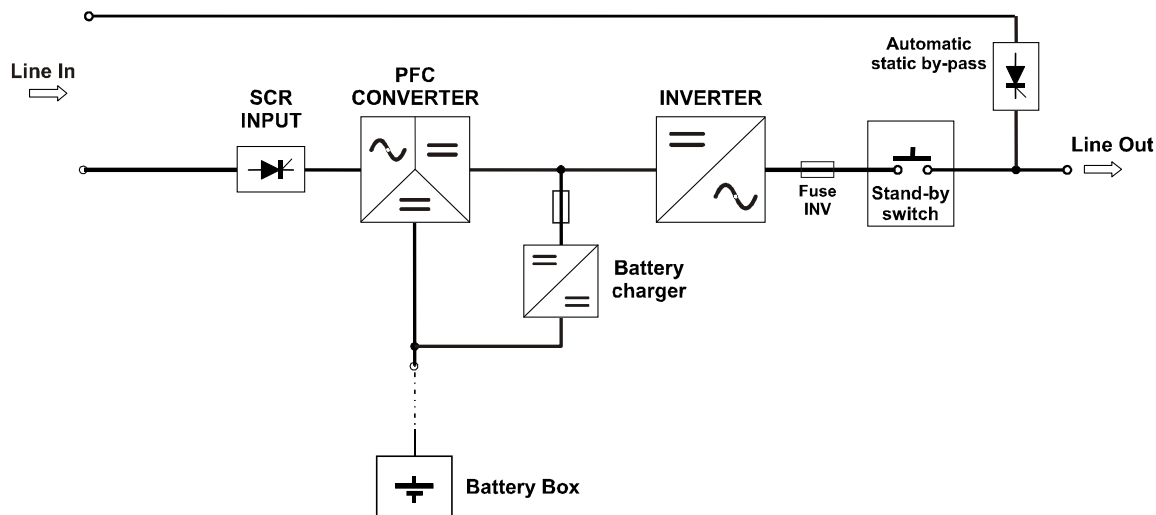 Line In
SCR
INPUT
PFC
CONVERTER
INVERTER
Automatic
static by-pass
Line Out
Fuse
INV
Stand-by
switch
Battery
charger
Battery Box